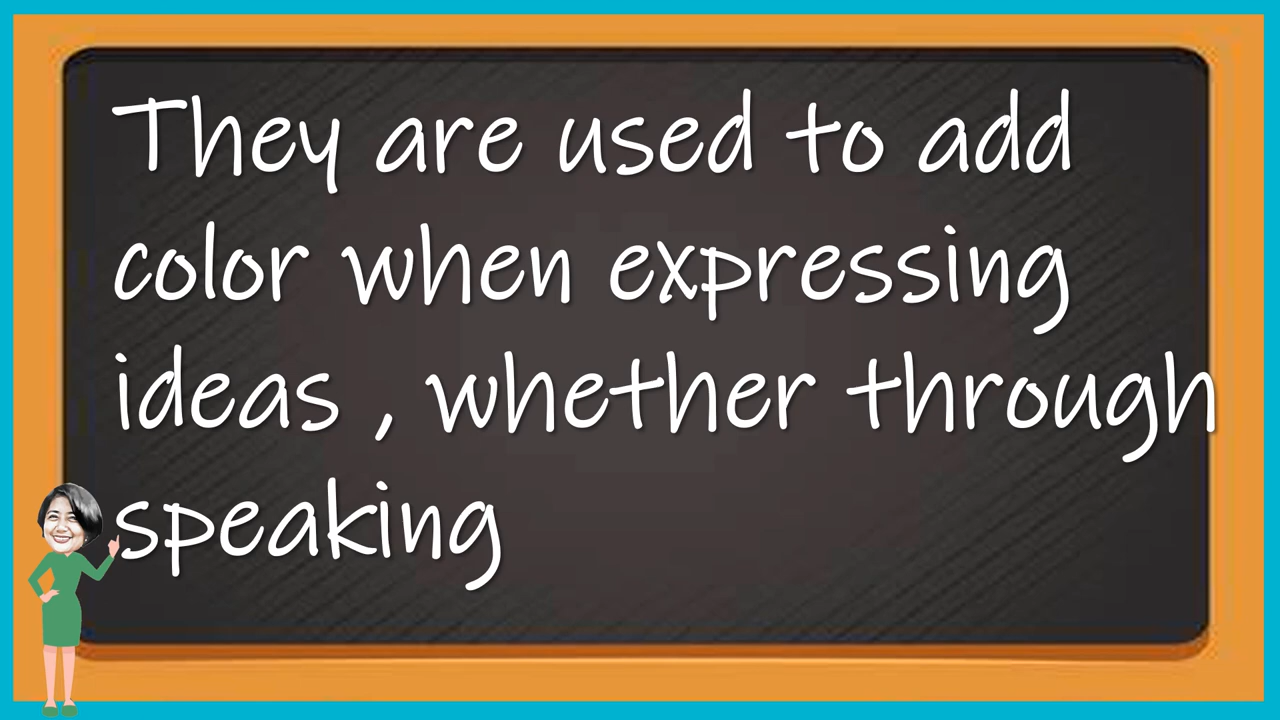 They are used to add
color when expressing
ideas , whether through
speaking